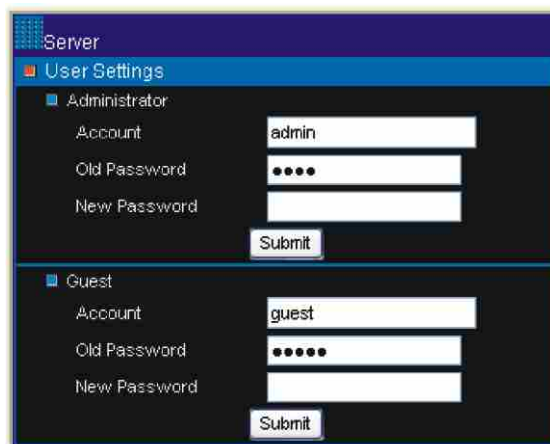 Server
User Settings
Administrator
Account admin
Old Password ●●●●
New Password
Submit
Guest
Account guest
Old Password ●●●●●
New Password
Submit